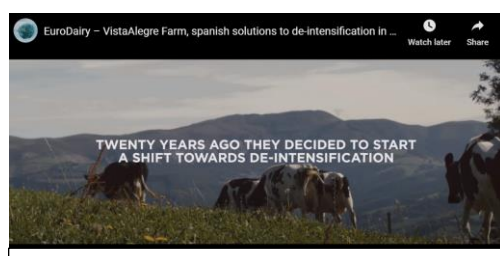 EuroDairy – VistaAlegre Farm, spanish solutions to de-intensification in ...
Watch later
Share
TWENTY YEARS AGO THEY DECIDED TO START
A SHIFT TOWARDS DE-INTENSIFICATION